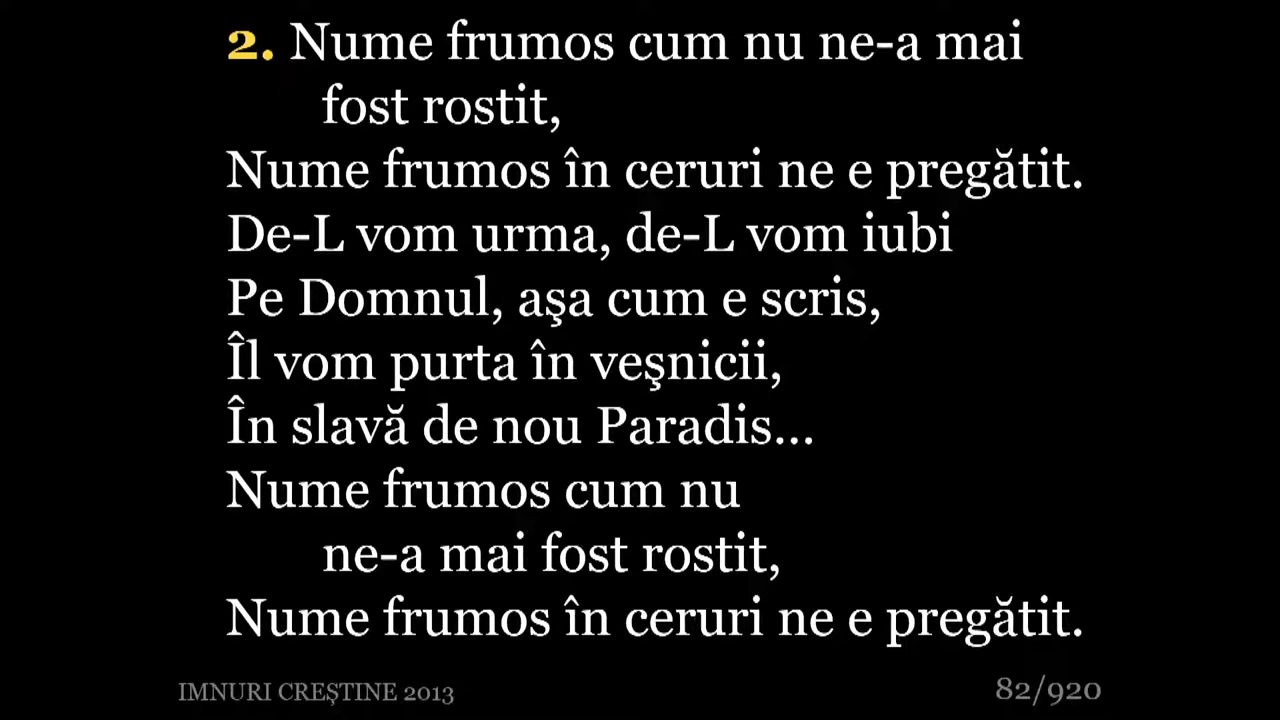 2. Nume frumos cum nu ne-a mai
fost rostit,
Nume frumos în ceruri ne e pregătit.
De-L vom urma, de-L vom iubi
Pe Domnul, aşa cum e scris,
Îl vom purta în veşnicii,
În slavă de nou Paradis...
Nume frumos cum nu
ne-a mai fost rostit,
Nume frumos în ceruri ne e pregătit.
IMNURI CREŞTINE 2013
82/920